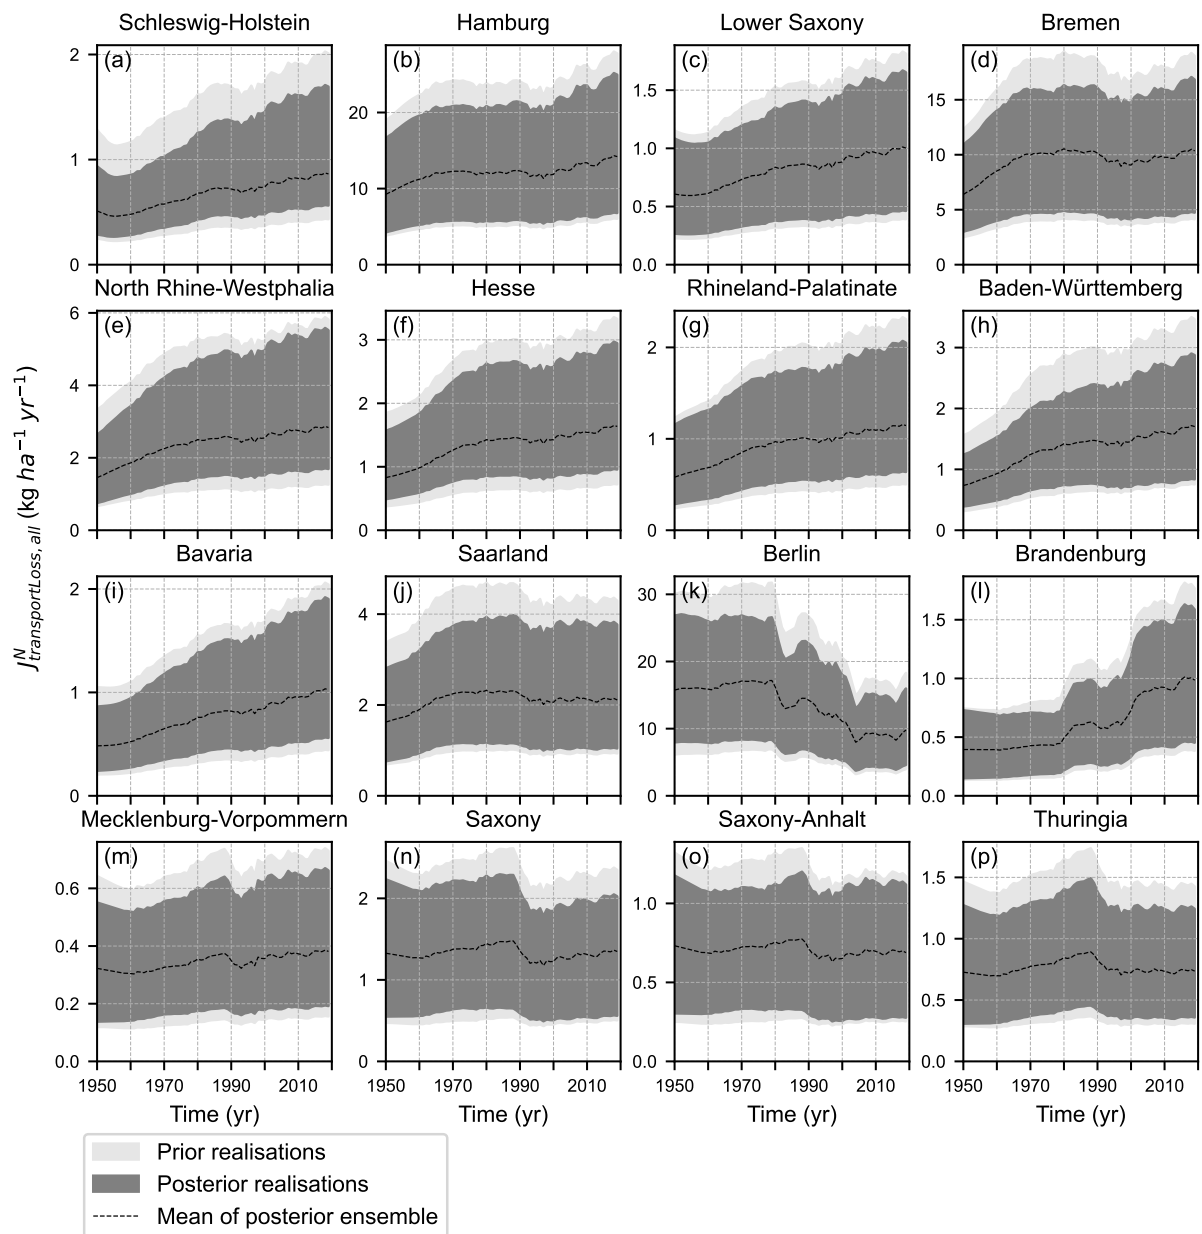 Schleswig-Holstein
Hamburg
Lower Saxony
Bremen
(a)
(b)
(c)
(d)
2
1
0
20
10
0
1.5
1.0
0.5
0.0
15
10
5
0
North Rhine-Westphalia
Hesse
Rhineland-Palatinate
Baden-Württemberg
(e)
(f)
(g)
(h)
6
4
2
0
3
2
1
0
2
1
0
3
2
1
0
J^N_{transportLoss, all} (kg ha⁻¹ yr⁻¹)
Bavaria
Saarland
Berlin
Brandenburg
(i)
(j)
(k)
(l)
2
1
0
4
2
0
30
20
10
0
1.5
1.0
0.5
0.0
Mecklenburg-Vorpommern
Saxony
Saxony-Anhalt
Thuringia
(m)
(n)
(o)
(p)
0.6
0.4
0.2
0.0
2
1
0
1.0
0.5
0.0
1.5
1.0
0.5
0.0
1950 1970 1990 2010
1950 1970 1990 2010
1950 1970 1990 2010
1950 1970 1990 2010
Time (yr)
Time (yr)
Time (yr)
Time (yr)
Prior realisations
Posterior realisations
Mean of posterior ensemble